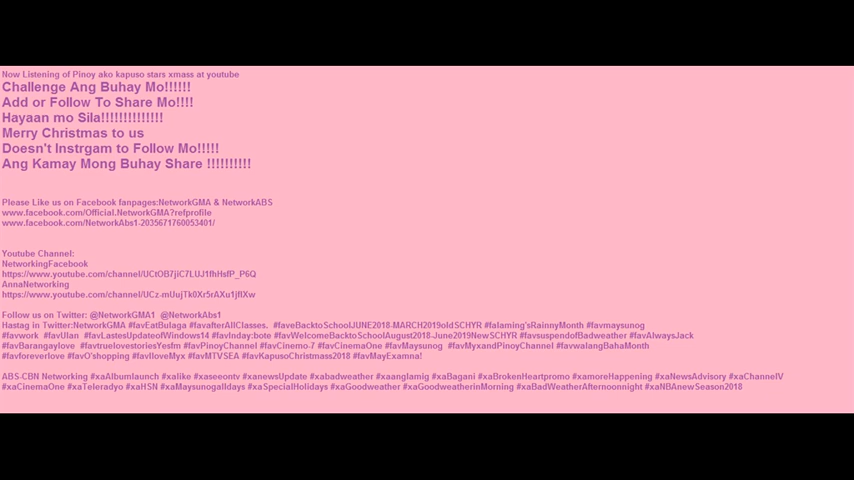 Now Listening of Pinoy ako kapuso stars xmass at youtube
Challenge Ang Buhay Mo!!!!!!
Add or Follow To Share Mo!!!!
Hayaan mo Sila!!!!!!!!!!!!!!
Merry Christmas to us
Doesn't Instrgam to Follow Mo!!!!!
Ang Kamay Mong Buhay Share !!!!!!!!!!
Please Like us on Facebook fanpages:NetworkGMA & NetworkABS
www.facebook.com/Official.NetworkGMA?refprofile
www.facebook.com/NetworkAbs1-2035671760053401/
Youtube Channel:
NetworkingFacebook
https://www.youtube.com/channel/UCtOB7jiC7LUJ1fhHsfP_P6Q
AnnaNetworking
https://www.youtube.com/channel/UCz-mUujTk0Xr5rAXu1jflXw
Follow us on Twitter: @NetworkGMA1 @NetworkAbs1
Hastag in Twitter:NetworkGMA #favEatBulaga #favafterAllClasses. #faveBacktoSchoolJUNE2018-MARCH2019oldSCHYR #falaming'sRainnyMonth #favmaysunog
#favwork #favUlan #favLastesUpdateofWindows14 #favInday:bote #favWelcomeBacktoSchoolAugust2018-June2019NewSCHYR #favsuspendofBadweather #favAlwaysJack
#favBarangaylove #favtruelovestoriesYesfm #favPinoyChannel #favCinemo-7 #favCinemaOne #favMaysunog #favMyxandPinoyChannel #favwalangBahaMonth
#favforeverlove #favO'shopping #favIloveMyx #favMTVSEA #favKapusoChristmass2018 #favMayExamna!
ABS-CBN Networking #xaAlbumlaunch #xalike #xaseeontv #xanewsUpdate #xabadweather #xaanglamig #xaBagani #xaBrokenHeartpromo #xamoreHappening #xaNewsAdvisory #xaChannelV
#xaCinemaOne #xaTeleradyo #xaHSN #xaMaysunogalldays #xaSpecialHolidays #xaGoodweather #xaGoodweatherinMorning #xaBadWeatherAfternoonnight #xaNBAnewSeason2018